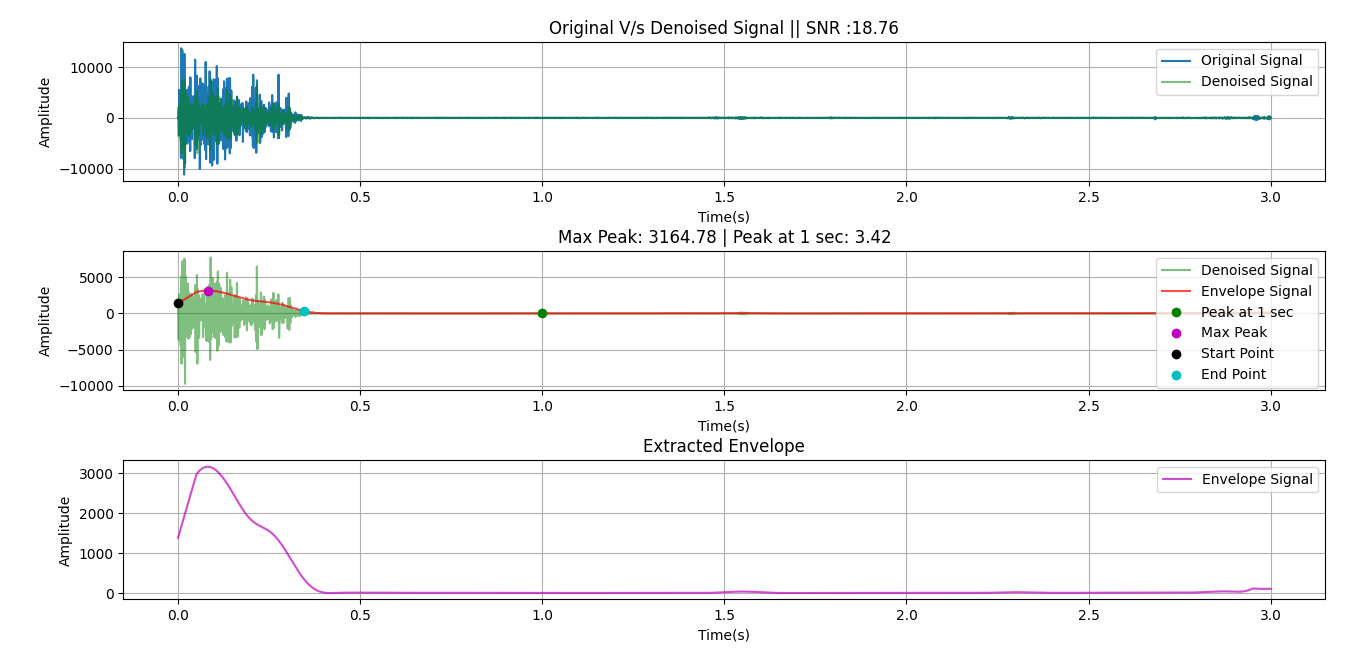 Original V/s Denoised Signal || SNR :18.76
Amplitude
10000
0
−10000
Original Signal
Denoised Signal
0.0 0.5 1.0 1.5 2.0 2.5 3.0
Time(s)
Max Peak: 3164.78 | Peak at 1 sec: 3.42
Amplitude
5000
0
−5000
−10000
Denoised Signal
Envelope Signal
Peak at 1 sec
Max Peak
Start Point
End Point
0.0 0.5 1.0 1.5 2.0 2.5 3.0
Time(s)
Extracted Envelope
Amplitude
3000
2000
1000
0
Envelope Signal
0.0 0.5 1.0 1.5 2.0 2.5 3.0
Time(s)